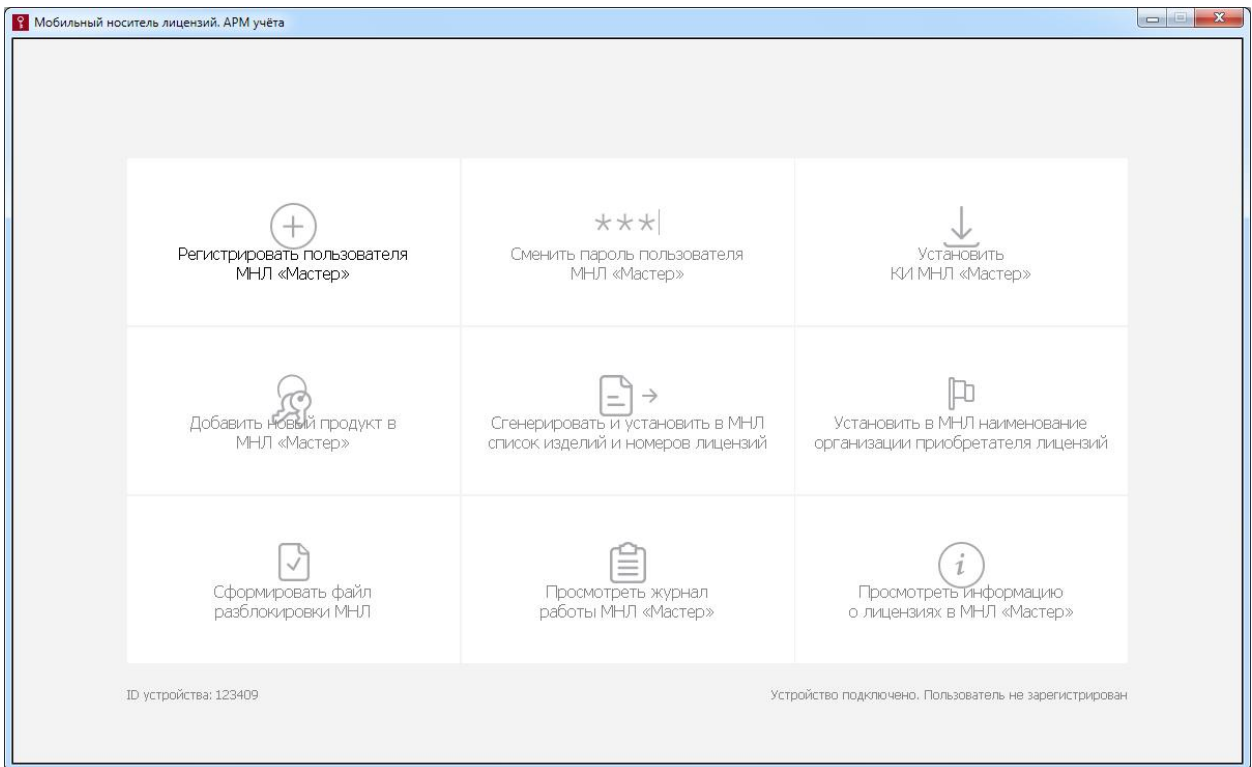 Мобильный носитель лицензий. АРМ учёта
Регистрировать пользователя
МНЛ «Мастер»
***
Сменить пароль пользователя
МНЛ «Мастер»
Установить
КИ МНЛ «Мастер»
Добавить новый продукт в
МНЛ «Мастер»
Сгенерировать и установить в МНЛ
список изделий и номеров лицензий
Установить в МНЛ наименование
организации приобретателя лицензий
Сформировать файл
разблокировки МНЛ
Просмотреть журнал
работы МНЛ «Мастер»
i
Просмотреть информацию
о лицензиях в МНЛ «Мастер»
ID устройства: 123409
Устройство подключено. Пользователь не зарегистрирован